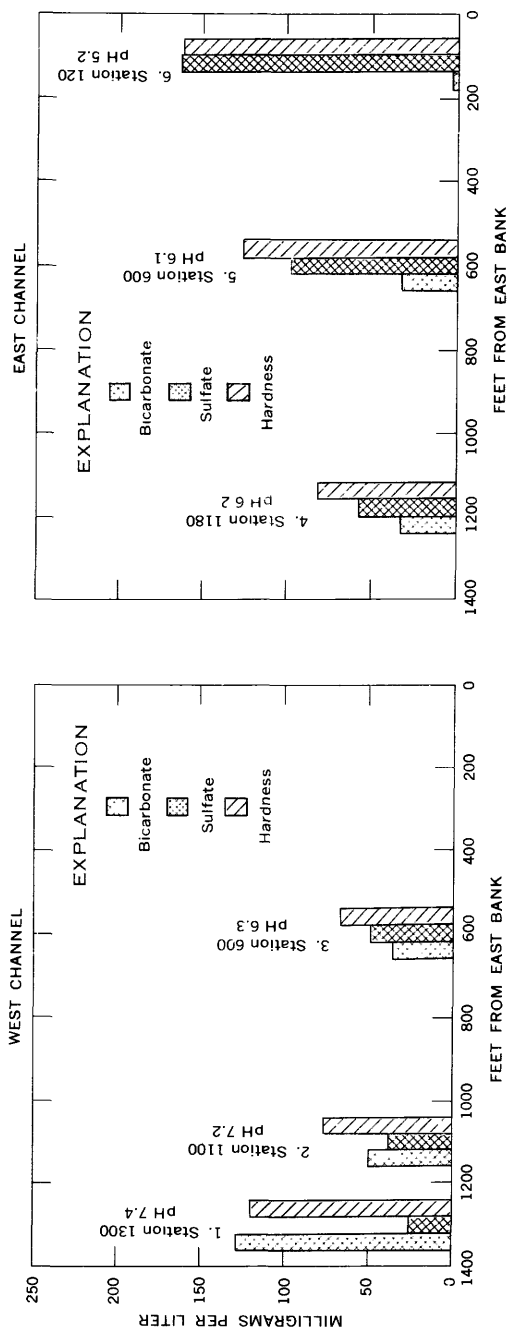 WEST CHANNEL
EXPLANATION
Bicarbonate
Sulfate
Hardness
1. Station 1300
pH 7.4
2. Station 1100
pH 7.2
3. Station 600
pH 6.3
MILLIGRAMS PER LITER
250
200
150
100
50
0
1400
1200
1000
800
600
400
200
0
FEET FROM EAST BANK
EAST CHANNEL
EXPLANATION
Bicarbonate
Sulfate
Hardness
4. Station 1180
pH 6.2
5. Station 600
pH 6.1
6. Station 120
pH 5.2
1400
1200
1000
800
600
400
200
0
FEET FROM EAST BANK